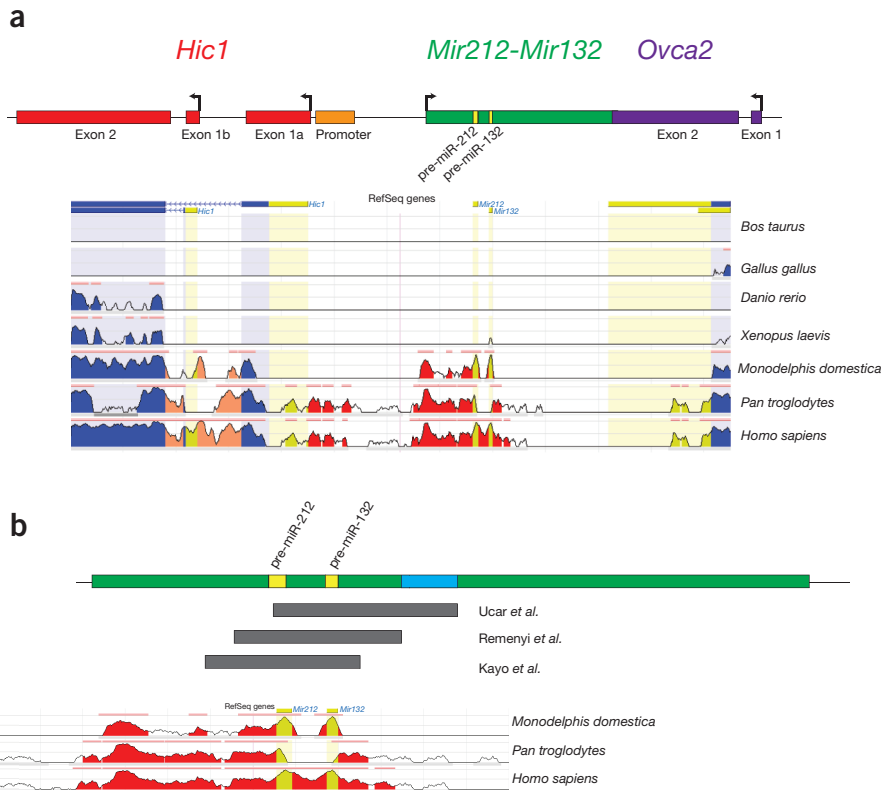 a
Hic1 Mir212-Mir132 Ovca2
Exon 2 Exon 1b Exon 1a Promoter Exon 2 Exon 1
pre-miR-212
pre-miR-132
RefSeq genes
Hic1 Mir212
Hic1 Mir132
Bos taurus
Gallus gallus
Danio rerio
Xenopus laevis
Monodelphis domestica
Pan troglodytes
Homo sapiens
b
pre-miR-212
pre-miR-132
Ucar et al.
Remenyi et al.
Kayo et al.
RefSeq genes Mir212 Mir132
Monodelphis domestica
Pan troglodytes
Homo sapiens